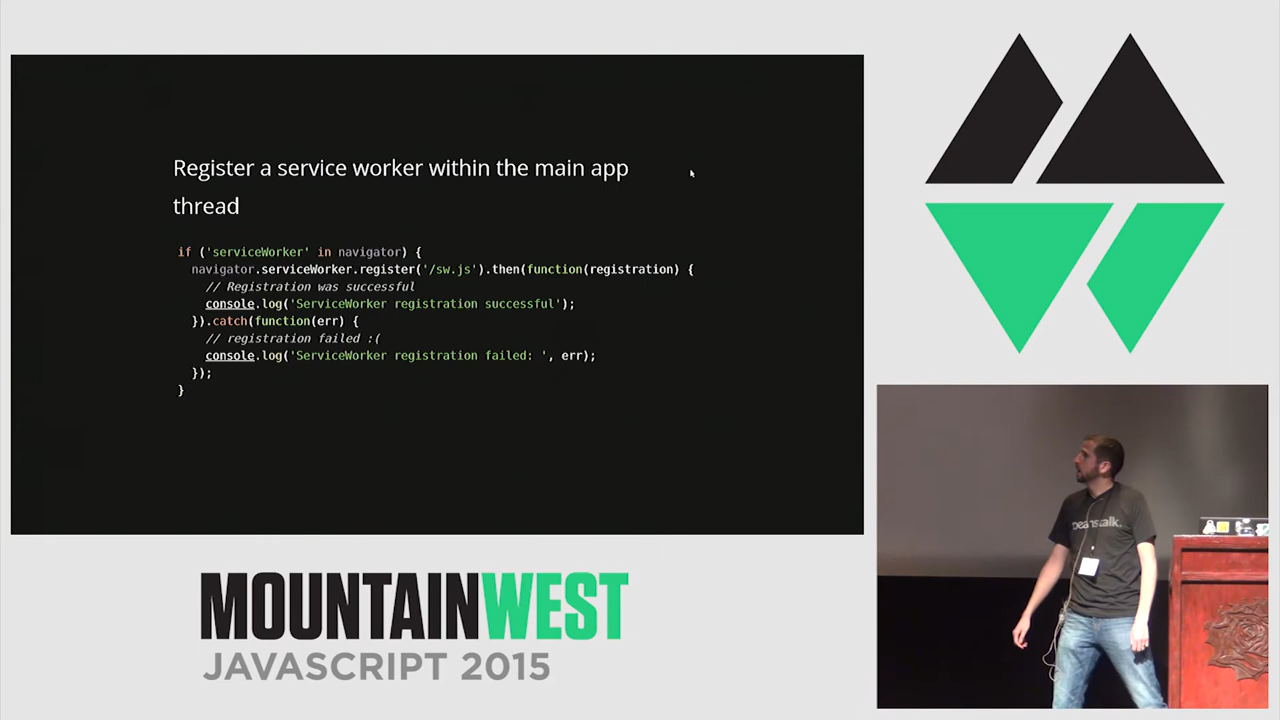 Register a service worker within the main app
thread
if ('serviceWorker' in navigator) {
navigator.serviceWorker.register('/sw.js').then(function(registration) {
// Registration was successful
console.log('ServiceWorker registration successful');
}).catch(function(err) {
// registration failed :(
console.log('ServiceWorker registration failed: ', err);
});
}
MOUNTAINWEST
JAVASCRIPT 2015
beanstalk.